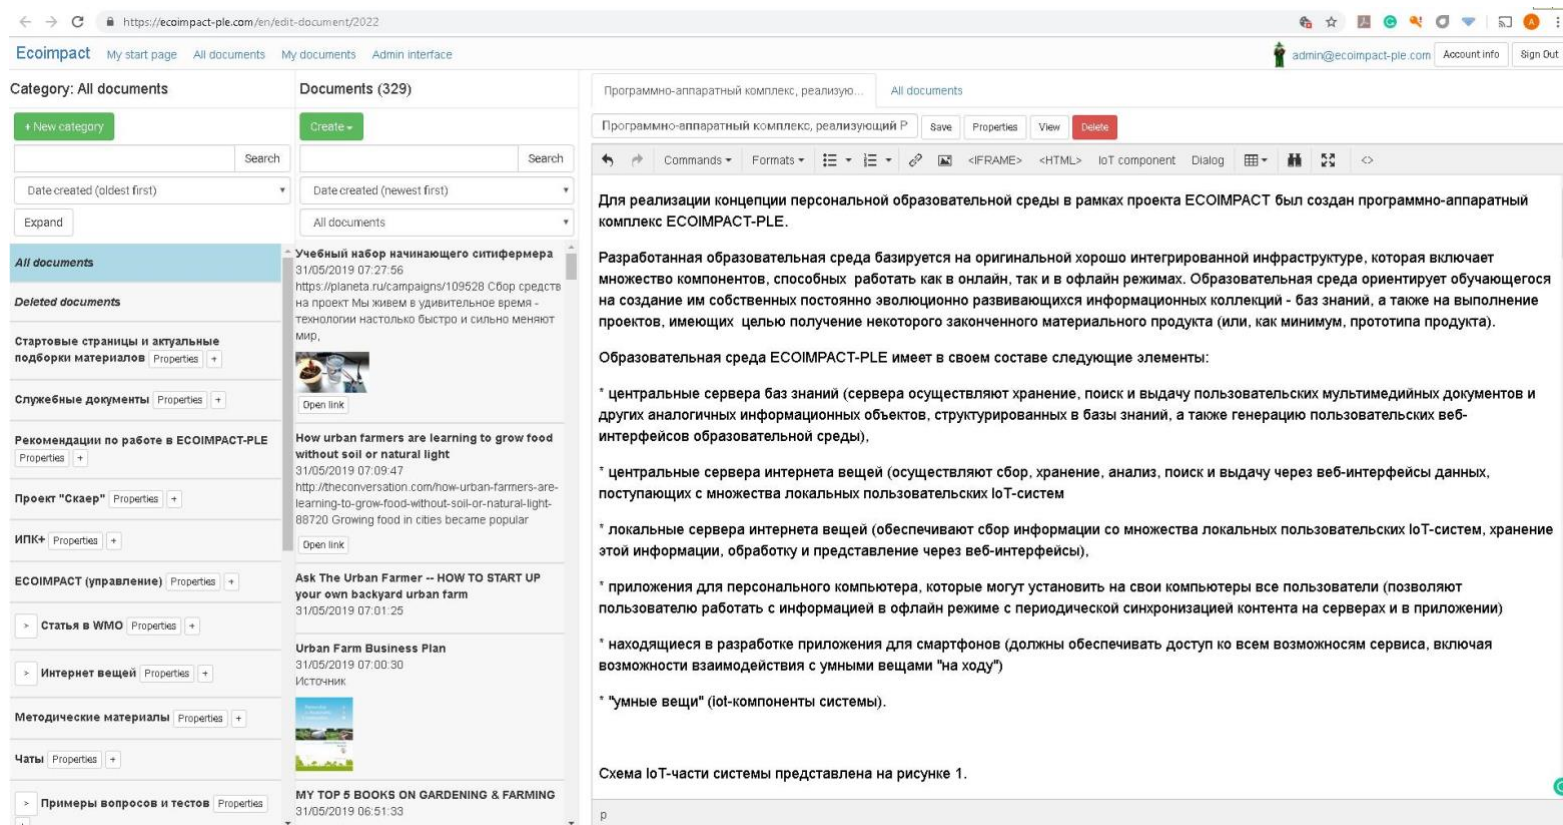 https://ecoimpact-ple.com/en/edit-document/2022
Ecoimpact My start page All documents My documents Admin interface
admin@ecoimpact-ple.com Account info Sign Out
Category: All documents
+ New category
Search
Date created (oldest first)
Expand
All documents
Deleted documents
Стартовые страницы и актуальные
подборки материалов Properties +
Служебные документы Properties +
Рекомендации по работе в ECOIMPACT-PLE
Properties +
Проект "Скаер" Properties +
ИПК+ Properties +
ECOIMPACT (управление) Properties +
> Статья в WMO Properties +
> Интернет вещей Properties +
Методические материалы Properties +
Чаты Properties +
> Примеры вопросов и тестов Properties
Documents (329)
Create
Search
Date created (newest first)
All documents
Учебный набор начинающего ситифермера
31/05/2019 07:27:56
https://planeta.ru/campaigns/109528 Сбор средств
на проект Мы живем в удивительное время -
технологии настолько быстро и сильно меняют
мир,
Open link
How urban farmers are learning to grow food
without soil or natural light
31/05/2019 07:09:47
http://theconversation.com/how-urban-farmers-are-
learning-to-grow-food-without-soil-or-natural-light-
88720 Growing food in cities became popular
Open link
Ask The Urban Farmer -- HOW TO START UP
your own backyard urban farm
31/05/2019 07:01:25
Urban Farm Business Plan
31/05/2019 07:00:30
Источник
MY TOP 5 BOOKS ON GARDENING & FARMING
31/05/2019 06:51:33
Программно-аппаратный комплекс, реализую... All documents
Программно-аппаратный комплекс, реализующий Р Save Properties View Delete
Commands Formats <IFRAME> <HTML> IoT component Dialog <>
Для реализации концепции персональной образовательной среды в рамках проекта ECOIMPACT был создан программно-аппаратный
комплекс ECOIMPACT-PLE.
Разработанная образовательная среда базируется на оригинальной хорошо интегрированной инфраструктуре, которая включает
множество компонентов, способных работать как в онлайн, так и в офлайн режимах. Образовательная среда ориентирует обучающегося
на создание им собственных постоянно эволюционно развивающихся информационных коллекций - баз знаний, а также на выполнение
проектов, имеющих целью получение некоторого законченного материального продукта (или, как минимум, прототипа продукта).
Образовательная среда ECOIMPACT-PLE имеет в своем составе следующие элементы:
* центральные сервера баз знаний (сервера осуществляют хранение, поиск и выдачу пользовательских мультимедийных документов и
других аналогичных информационных объектов, структурированных в базы знаний, а также генерацию пользовательских веб-
интерфейсов образовательной среды),
* центральные сервера интернета вещей (осуществляют сбор, хранение, анализ, поиск и выдачу через веб-интерфейсы данных,
поступающих с множества локальных пользовательских IoT-систем
* локальные сервера интернета вещей (обеспечивают сбор информации со множества локальных пользовательских IoT-систем, хранение
этой информации, обработку и представление через веб-интерфейсы),
* приложения для персонального компьютера, которые могут установить на свои компьютеры все пользователи (позволяют
пользователю работать с информацией в офлайн режиме с периодической синхронизацией контента на серверах и в приложении)
* находящиеся в разработке приложения для смартфонов (должны обеспечивать доступ ко всем возможносям сервиса, включая
возможности взаимодействия с умными вещами "на ходу")
* "умные вещи" (iot-компоненты системы).
Схема IoT-части системы представлена на рисунке 1.
p